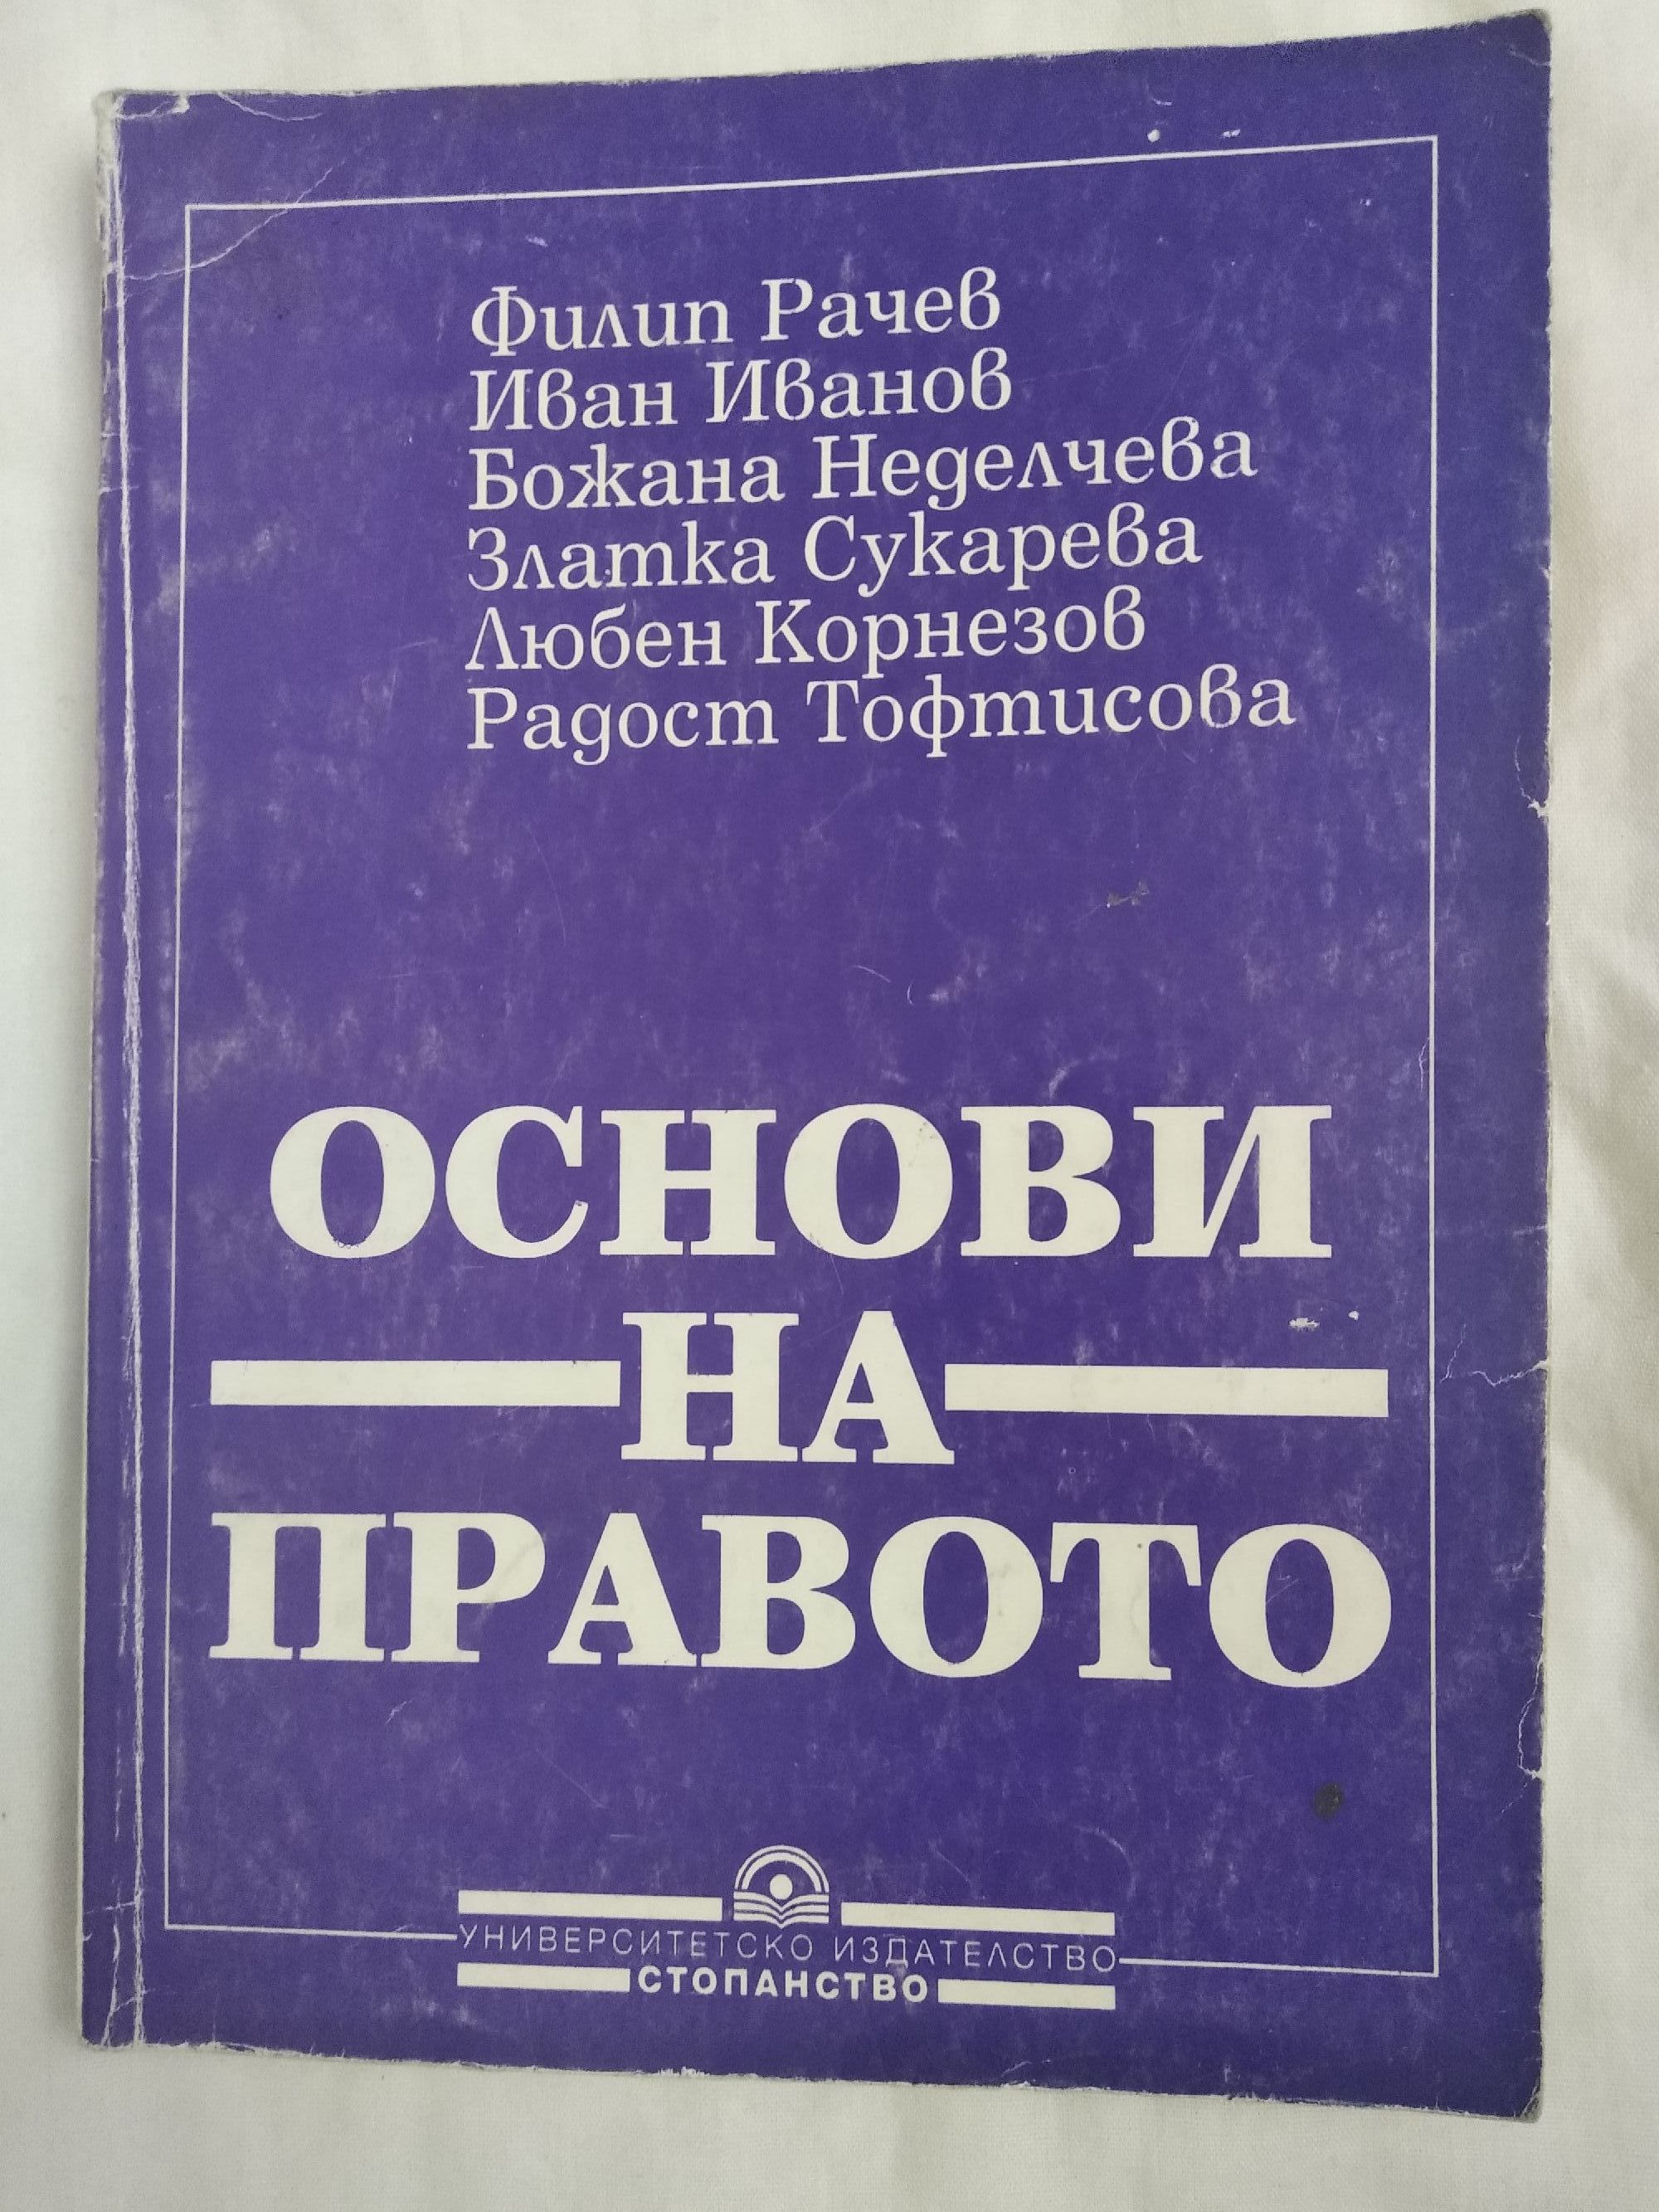 Филип Рачев
Иван Иванов
Божана Неделчева
Златка Сукарева
Любен Корнезов
Радост Тофтисова
ОСНОВИ
НА
ПРАВОТО
УНИВЕРСИТЕТСКО ИЗДАТЕЛСТВО
СТОПАНСТВО